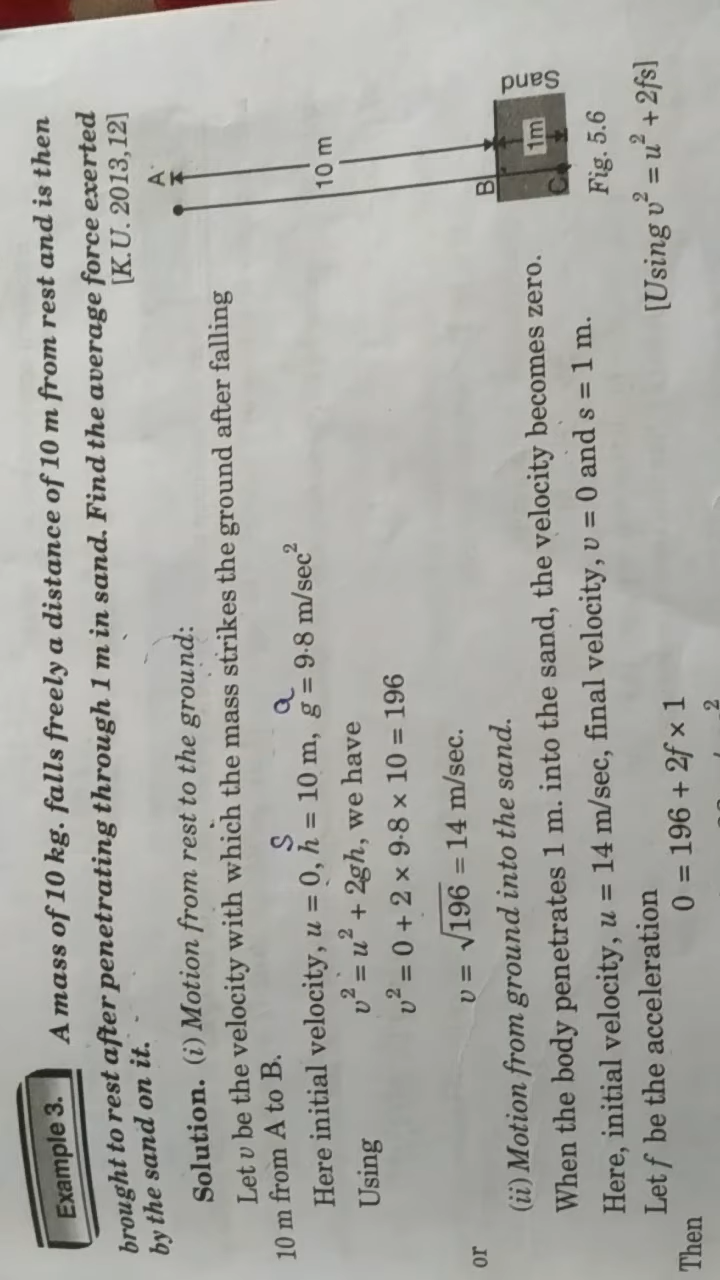 Example 3. A mass of 10 kg. falls freely a distance of 10 m from rest and is then
brought to rest after penetrating through 1 m in sand. Find the average force exerted
by the sand on it. [K.U. 2013,12]
Solution. (i) Motion from rest to the ground:
Let v be the velocity with which the mass strikes the ground after falling
10 m from A to B.
S a
Here initial velocity, u = 0, h = 10 m, g = 9·8 m/sec²
Using v² = u² + 2gh, we have
v² = 0 + 2 × 9·8 × 10 = 196
or v = √196 = 14 m/sec.
A
10 m
B
1m
C
Sand
Fig. 5.6
(ii) Motion from ground into the sand.
When the body penetrates 1 m. into the sand, the velocity becomes zero.
Here, initial velocity, u = 14 m/sec, final velocity, v = 0 and s = 1 m.
Let f be the acceleration [Using v² = u² + 2fs]
Then 0 = 196 + 2f × 1